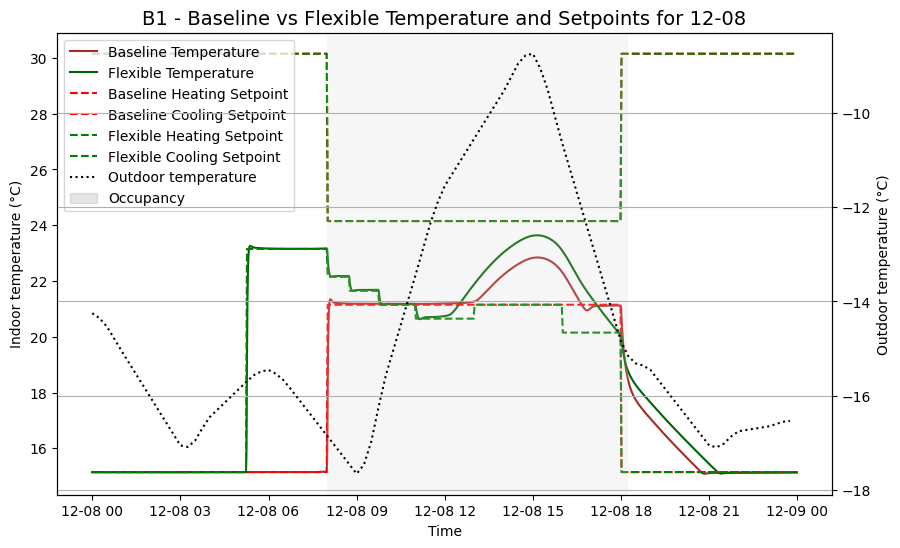 B1 - Baseline vs Flexible Temperature and Setpoints for 12-08
Baseline Temperature
Flexible Temperature
Baseline Heating Setpoint
Baseline Cooling Setpoint
Flexible Heating Setpoint
Flexible Cooling Setpoint
Outdoor temperature
Occupancy
Indoor temperature (°C)
30
28
26
24
22
20
18
16
−10
−12
−14
−16
−18
Outdoor temperature (°C)
12-08 00 12-08 03 12-08 06 12-08 09 12-08 12 12-08 15 12-08 18 12-08 21 12-09 00
Time